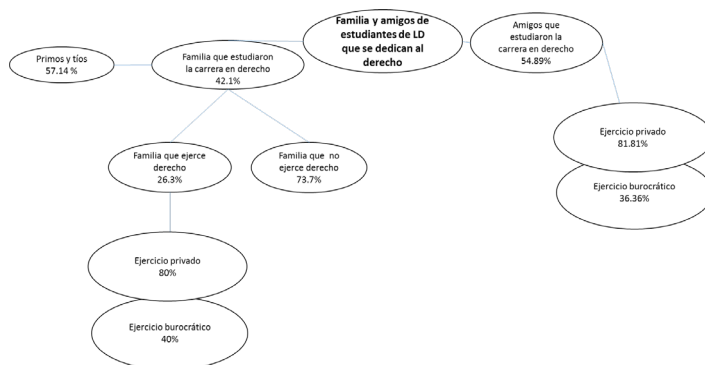 Familia y amigos de
estudiantes de LD
que se dedican al
derecho
Amigos que
estudiaron la
carrera en derecho
54.89%
Primos y tíos
57.14 %
Familia que estudiaron
la carrera en derecho
42.1%
Ejercicio privado
81.81%
Ejercicio burocrático
36.36%
Familia que ejerce
derecho
26.3%
Familia que no
ejerce derecho
73.7%
Ejercicio privado
80%
Ejercicio burocrático
40%